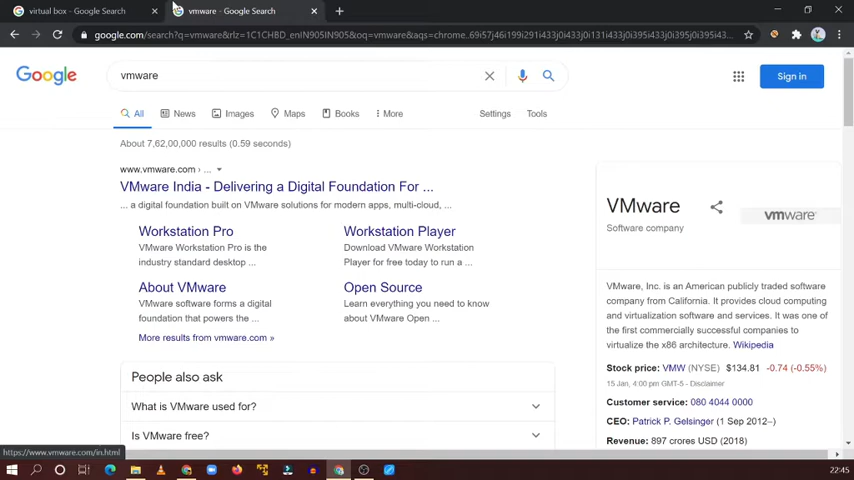 virtual box - Google Search
vmware - Google Search
google.com/search?q=vmware&rlz=1C1CHBD_enIN905IN905&oq=vmware&aqs=chrome..69i57j46i199i291i433j0i433j0i131i433j0i395j0i395j0i395j0i395j0i395j0i39...
Google
vmware
Sign in
All News Images Maps Books More Settings Tools
About 7,62,00,000 results (0.59 seconds)
www.vmware.com › ...
VMware India - Delivering a Digital Foundation For ...
... a digital foundation built on VMware solutions for modern apps, multi-cloud, ...
Workstation Pro
VMware Workstation Pro is the
industry standard desktop ...
Workstation Player
Download VMware Workstation
Player for free today to run a ...
About VMware
VMware software forms a digital
foundation that powers the ...
Open Source
Learn everything you need to know
about VMware Open ...
More results from vmware.com »
People also ask
What is VMware used for?
Is VMware free?
VMware
Software company
vmware
VMware, Inc. is an American publicly traded software
company from California. It provides cloud computing
and virtualization software and services. It was one of
the first commercially successful companies to
virtualize the x86 architecture. Wikipedia
Stock price: VMW (NYSE) $134.81 -0.74 (-0.55%)
15 Jan, 4:00 pm GMT-5 - Disclaimer
Customer service: 080 4044 0000
CEO: Patrick P. Gelsinger (1 Sep 2012–)
Revenue: 897 crores USD (2018)
https://www.vmware.com/in.html
22:45